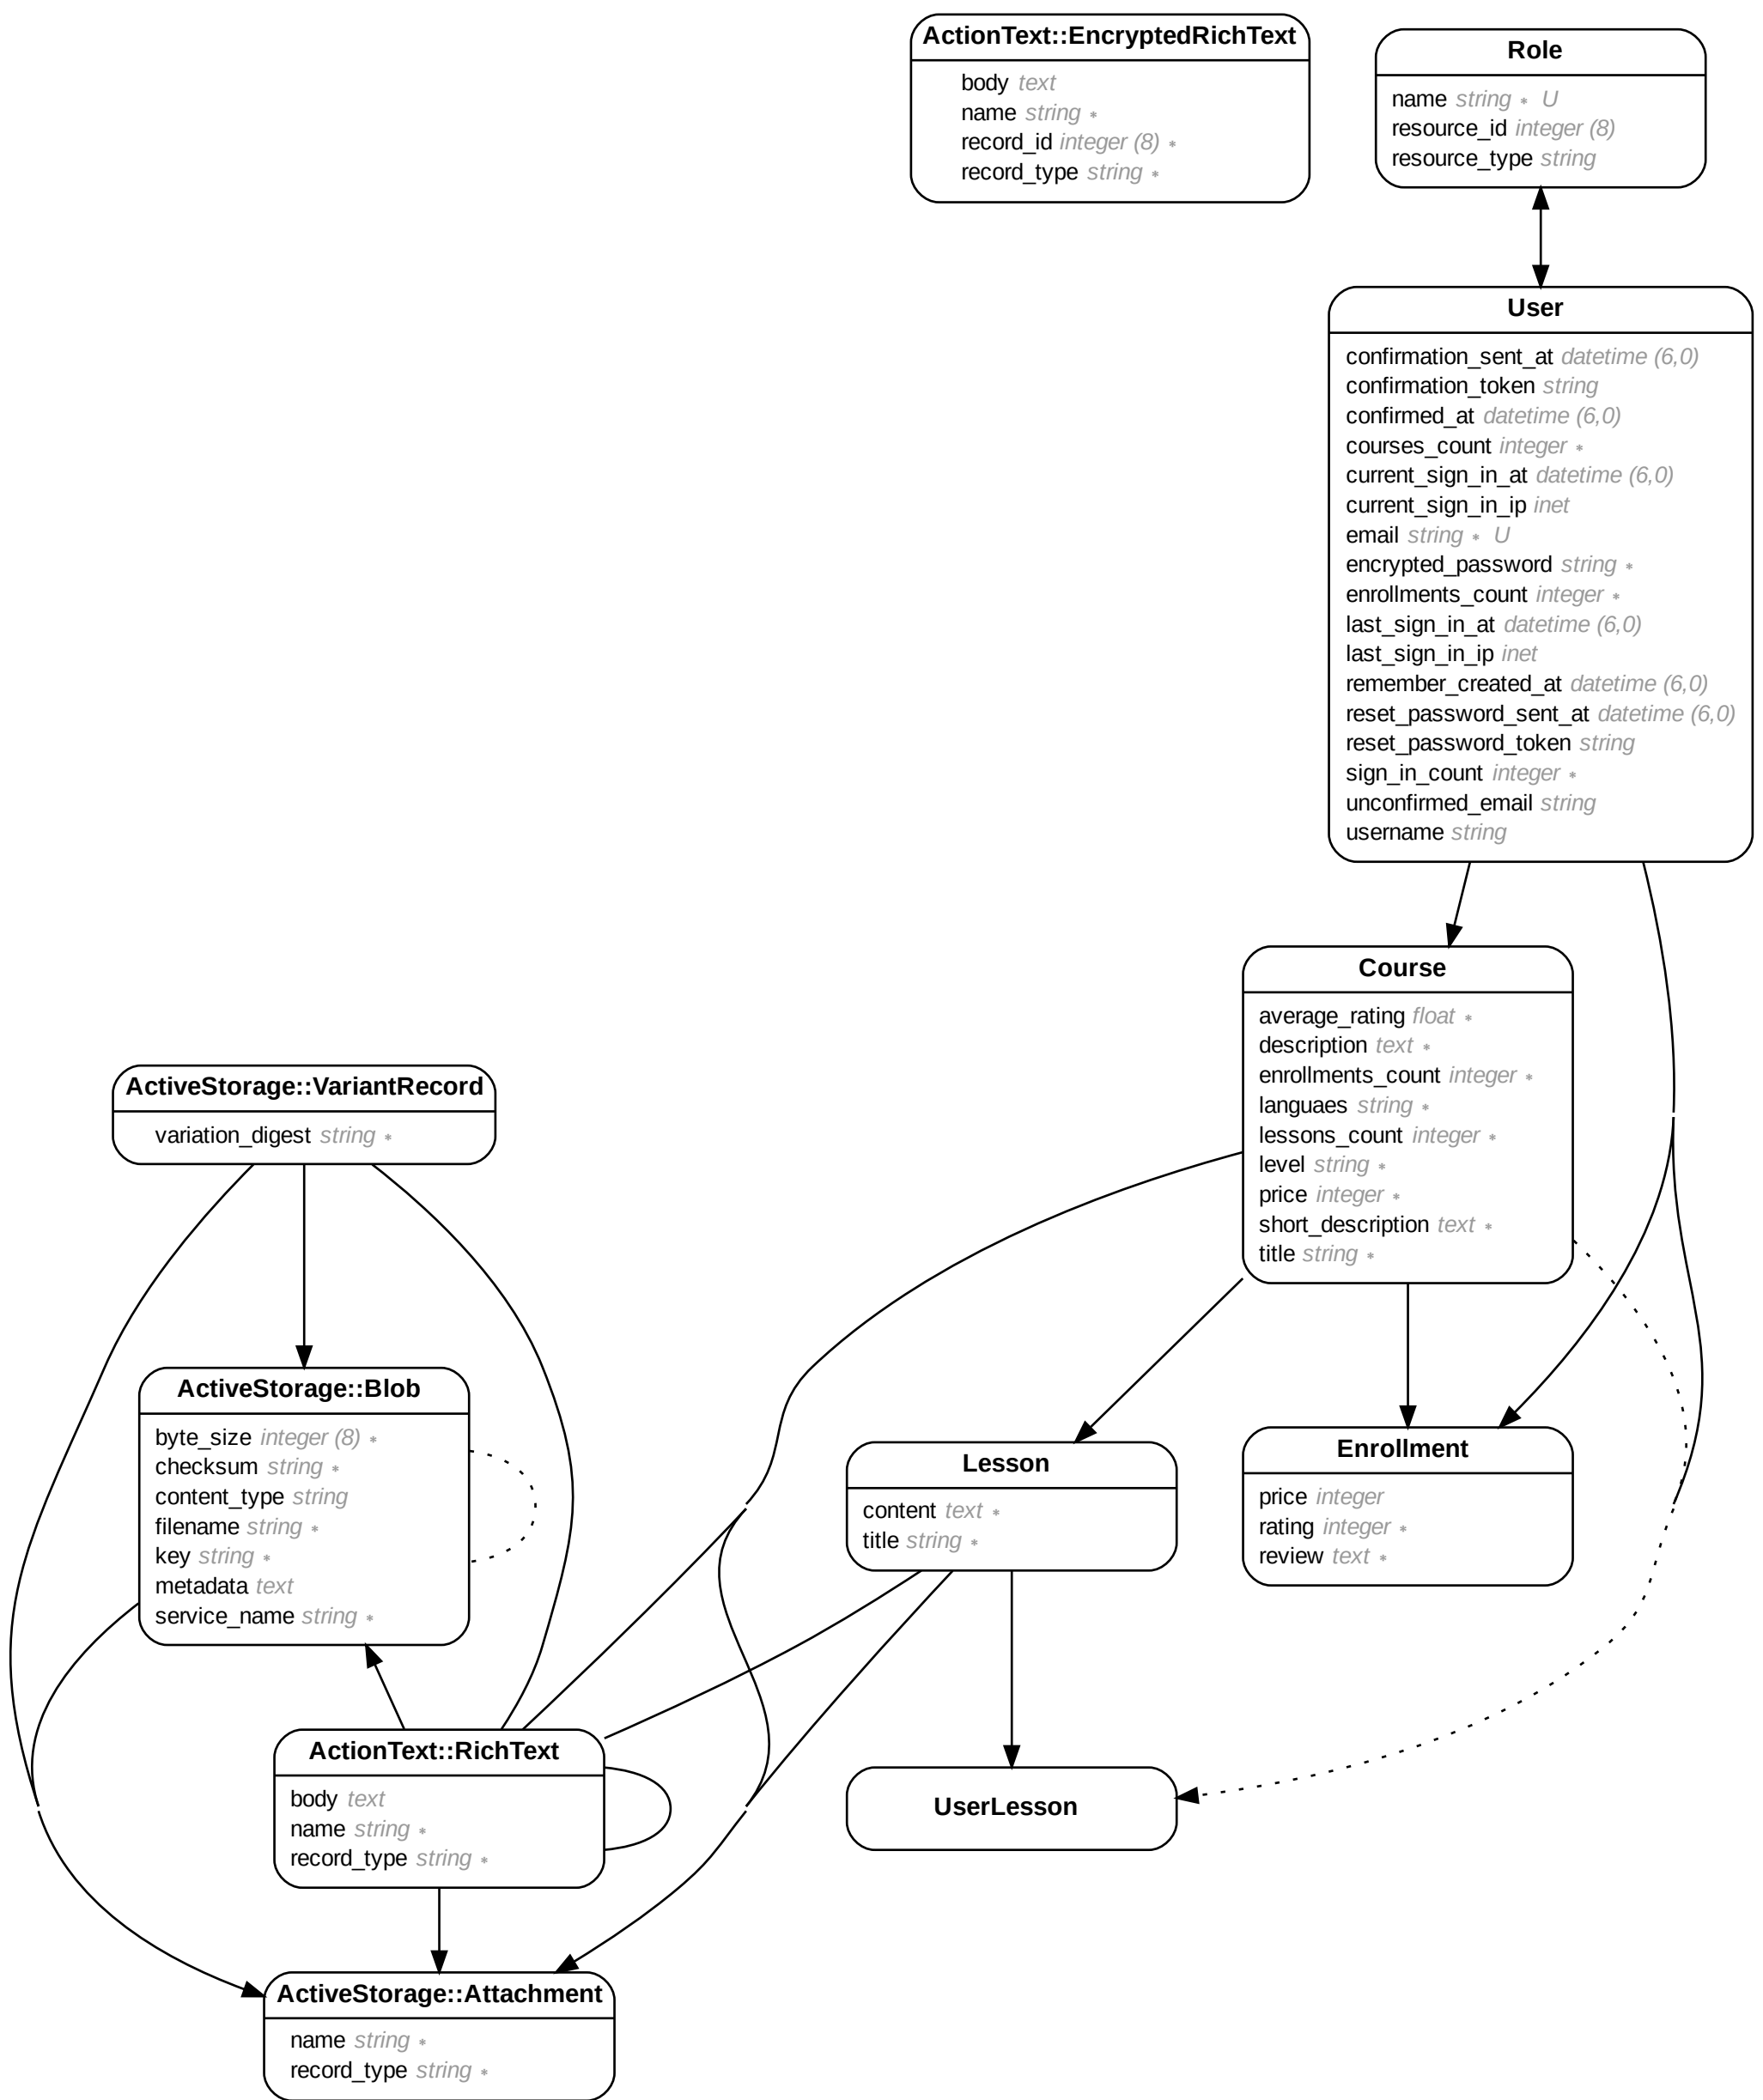 ActionText::EncryptedRichText
body text
name string *
record_id integer (8) *
record_type string *
Role
name string * U
resource_id integer (8)
resource_type string
User
confirmation_sent_at datetime (6,0)
confirmation_token string
confirmed_at datetime (6,0)
courses_count integer *
current_sign_in_at datetime (6,0)
current_sign_in_ip inet
email string * U
encrypted_password string *
enrollments_count integer *
last_sign_in_at datetime (6,0)
last_sign_in_ip inet
remember_created_at datetime (6,0)
reset_password_sent_at datetime (6,0)
reset_password_token string
sign_in_count integer *
unconfirmed_email string
username string
Course
average_rating float *
description text *
enrollments_count integer *
languaes string *
lessons_count integer *
level string *
price integer *
short_description text *
title string *
ActiveStorage::VariantRecord
variation_digest string *
ActiveStorage::Blob
byte_size integer (8) *
checksum string *
content_type string
filename string *
key string *
metadata text
service_name string *
Lesson
content text *
title string *
Enrollment
price integer
rating integer *
review text *
ActionText::RichText
body text
name string *
record_type string *
UserLesson
ActiveStorage::Attachment
name string *
record_type string *